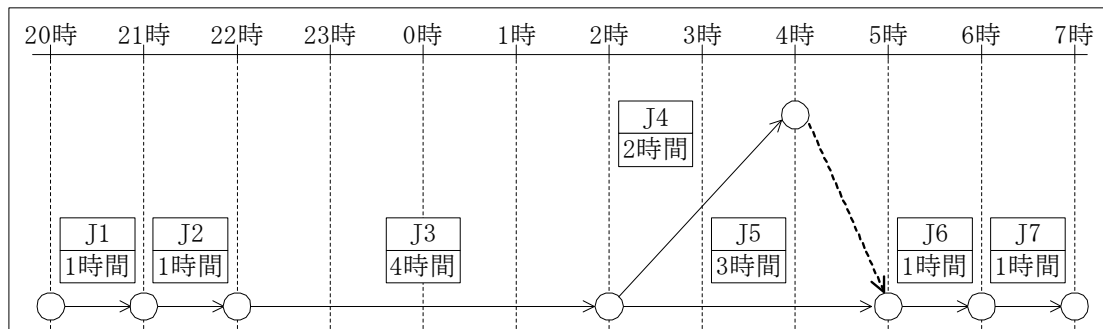 20時 21時 22時 23時 0時 1時 2時 3時 4時 5時 6時 7時
J4
2時間
J1 J2 J3 J5 J6 J7
1時間 1時間 4時間 3時間 1時間 1時間